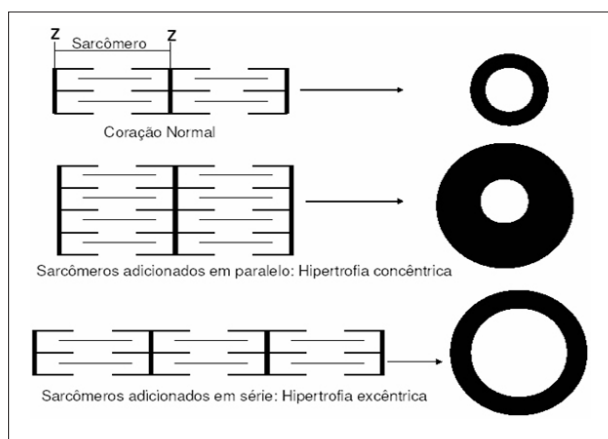 Z Z
Sarcômero
Coração Normal
Sarcômeros adicionados em paralelo: Hipertrofia concêntrica
Sarcômeros adicionados em série: Hipertrofia excêntrica